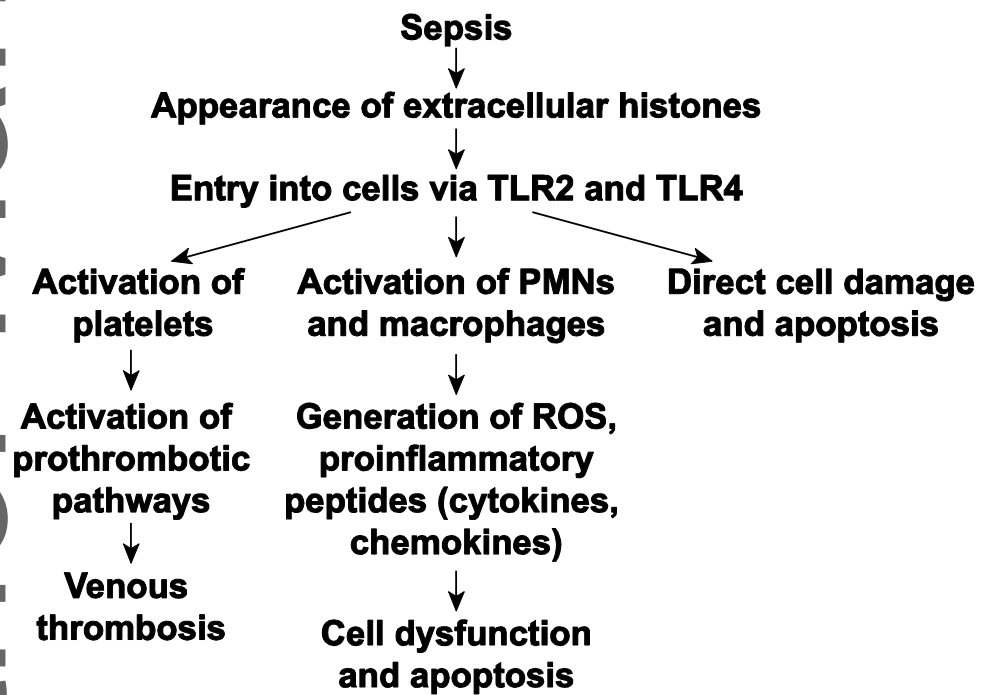 Sepsis
Appearance of extracellular histones
Entry into cells via TLR2 and TLR4
Activation of
platelets
Activation of PMNs
and macrophages
Direct cell damage
and apoptosis
Activation of
prothrombotic
pathways
Generation of ROS,
proinflammatory
peptides (cytokines,
chemokines)
Venous
thrombosis
Cell dysfunction
and apoptosis